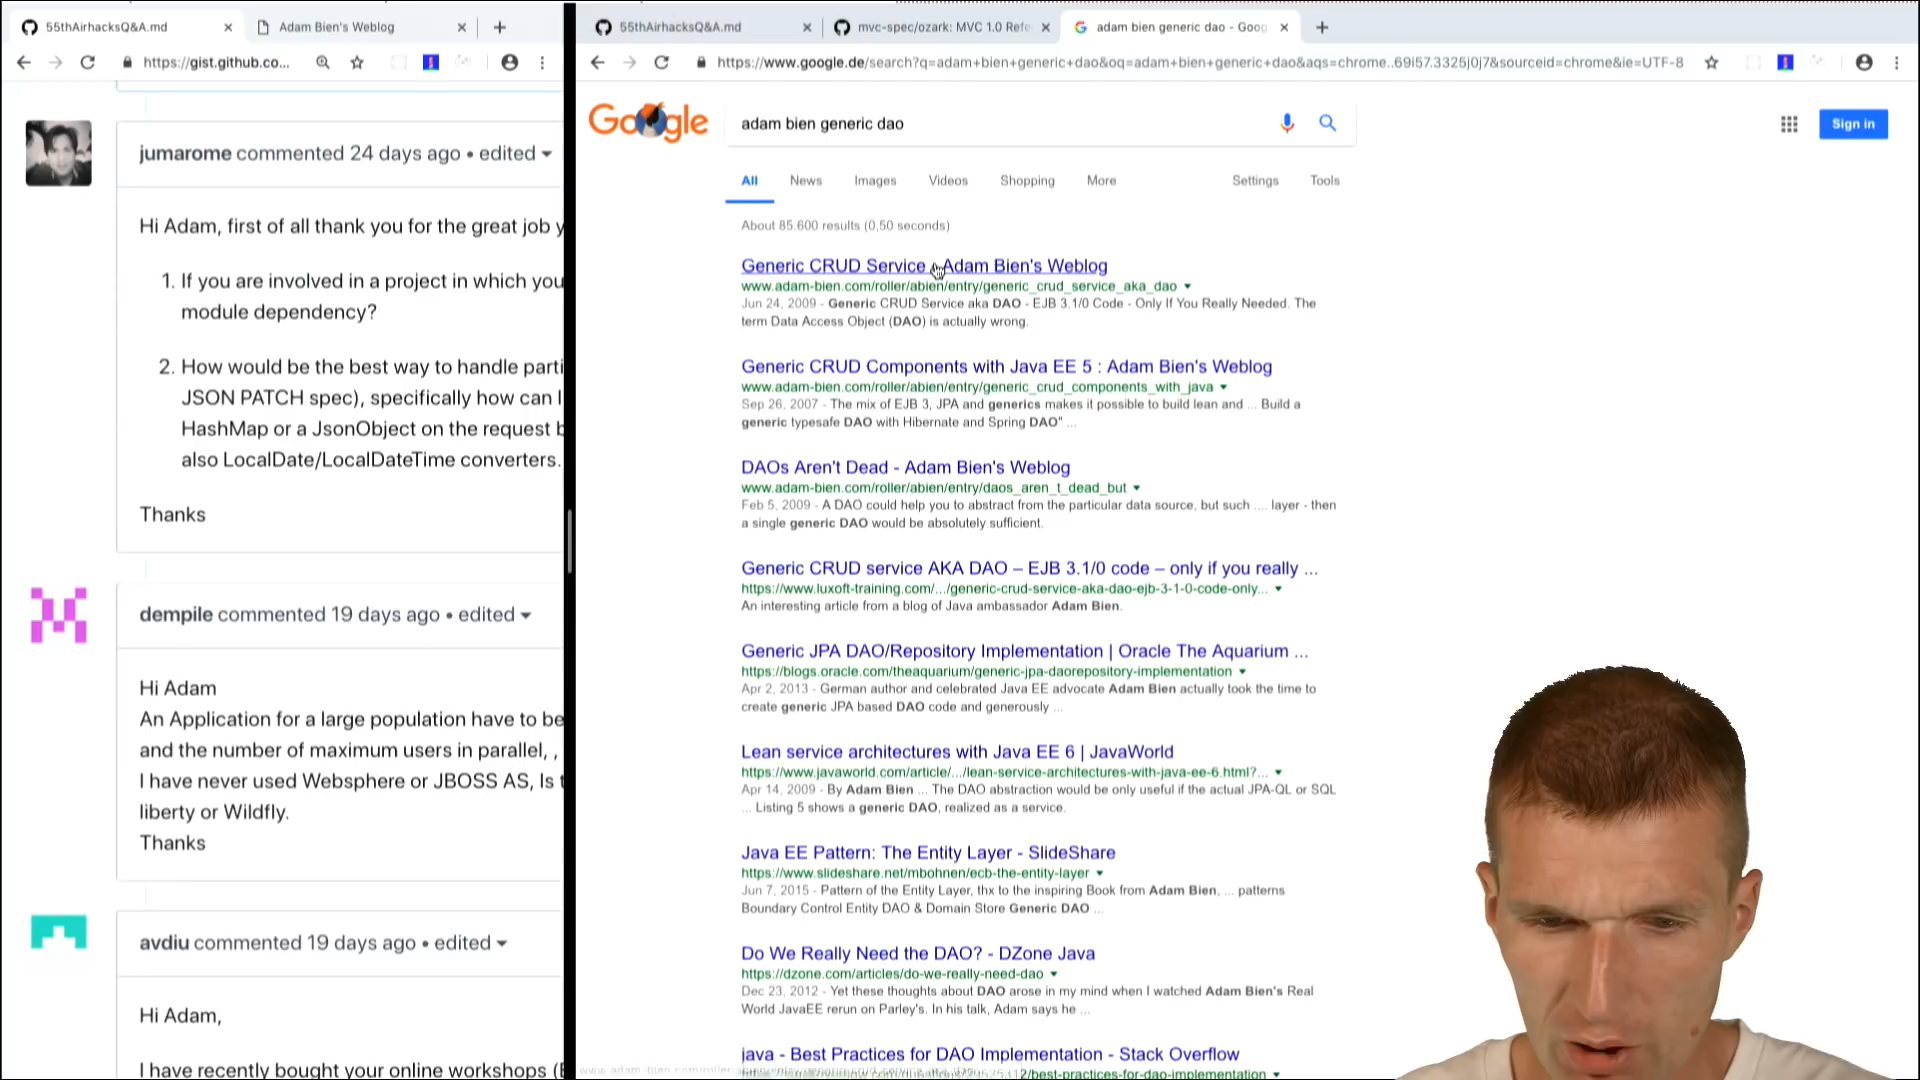 55thAirhacksQ&A.md
Adam Bien's Weblog
https://gist.github.co...
jumarome commented 24 days ago • edited
Hi Adam, first of all thank you for the great job y
1. If you are involved in a project in which you
module dependency?
2. How would be the best way to handle parti
JSON PATCH spec), specifically how can I
HashMap or a JsonObject on the request b
also LocalDate/LocalDateTime converters.
Thanks
dempile commented 19 days ago • edited
Hi Adam
An Application for a large population have to be
and the number of maximum users in parallel, ,
I have never used Websphere or JBOSS AS, Is t
liberty or Wildfly.
Thanks
avdiu commented 19 days ago • edited
Hi Adam,
I have recently bought your online workshops (E
55thAirhacksQ&A.md
mvc-spec/ozark: MVC 1.0 Refe
adam bien generic dao - Goog
https://www.google.de/search?q=adam+bien+generic+dao&oq=adam+bien+generic+dao&aqs=chrome..69i57.3325j0j7&sourceid=chrome&ie=UTF-8
Google
adam bien generic dao
Sign in
All News Images Videos Shopping More Settings Tools
About 85.600 results (0,50 seconds)
Generic CRUD Service - Adam Bien's Weblog
www.adam-bien.com/roller/abien/entry/generic_crud_service_aka_dao
Jun 24, 2009 - Generic CRUD Service aka DAO - EJB 3.1/0 Code - Only If You Really Needed. The
term Data Access Object (DAO) is actually wrong.
Generic CRUD Components with Java EE 5 : Adam Bien's Weblog
www.adam-bien.com/roller/abien/entry/generic_crud_components_with_java
Sep 26, 2007 - The mix of EJB 3, JPA and generics makes it possible to build lean and ... Build a
generic typesafe DAO with Hibernate and Spring DAO" ...
DAOs Aren't Dead - Adam Bien's Weblog
www.adam-bien.com/roller/abien/entry/daos_aren_t_dead_but
Feb 5, 2009 - A DAO could help you to abstract from the particular data source, but such .... layer - then
a single generic DAO would be absolutely sufficient.
Generic CRUD service AKA DAO – EJB 3.1/0 code – only if you really ...
https://www.luxoft-training.com/.../generic-crud-service-aka-dao-ejb-3-1-0-code-only...
An interesting article from a blog of Java ambassador Adam Bien.
Generic JPA DAO/Repository Implementation | Oracle The Aquarium ...
https://blogs.oracle.com/theaquarium/generic-jpa-daorepository-implementation
Apr 2, 2013 - German author and celebrated Java EE advocate Adam Bien actually took the time to
create generic JPA based DAO code and generously ...
Lean service architectures with Java EE 6 | JavaWorld
https://www.javaworld.com/article/.../lean-service-architectures-with-java-ee-6.html?...
Apr 14, 2009 - By Adam Bien ... The DAO abstraction would be only useful if the actual JPA-QL or SQL
... Listing 5 shows a generic DAO, realized as a service.
Java EE Pattern: The Entity Layer - SlideShare
https://www.slideshare.net/mbohnen/ecb-the-entity-layer
Jun 7, 2015 - Pattern of the Entity Layer, thx to the inspiring Book from Adam Bien, ... patterns
Boundary Control Entity DAO & Domain Store Generic DAO ...
Do We Really Need the DAO? - DZone Java
https://dzone.com/articles/do-we-really-need-dao
Dec 23, 2012 - Yet these thoughts about DAO arose in my mind when I watched Adam Bien's Real
World JavaEE rerun on Parley's. In his talk, Adam says he ...
java - Best Practices for DAO Implementation - Stack Overflow
/best-practices-for-dao-implementation